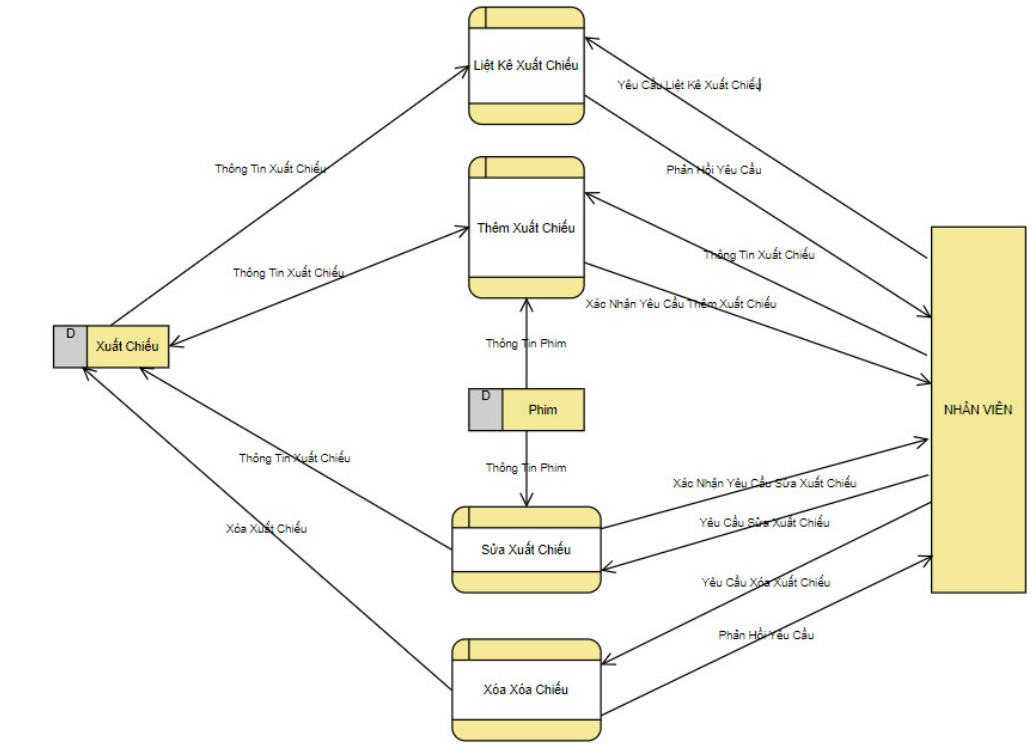 Liệt Kê Xuất Chiếu
Yêu Cầu Liệt Kê Xuất Chiếu
Thông Tin Xuất Chiếu
Phản Hồi Yêu Cầu
Thêm Xuất Chiếu
Thông Tin Xuất Chiếu
Thông Tin Xuất Chiếu
Xác Nhận Yêu Cầu Thêm Xuất Chiếu
D
Xuất Chiếu
Thông Tin Phim
D
Phim
NHÂN VIÊN
Thông Tin Xuất Chiếu
Thông Tin Phim
Xác Nhận Yêu Cầu Sửa Xuất Chiếu
Xóa Xuất Chiếu
Yêu Cầu Sửa Xuất Chiếu
Sửa Xuất Chiếu
Yêu Cầu Xóa Xuất Chiếu
Phản Hồi Yêu Cầu
Xóa Xóa Chiếu